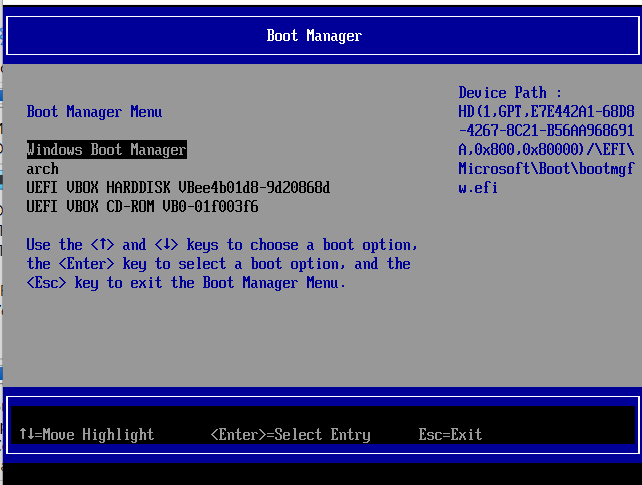 Boot Manager
Device Path :
Boot Manager Menu
HD(1,GPT,E7E442A1-68D8
-4267-8C21-B56AA968691
A,0x800,0x80000)/\EFI\
Microsoft\Boot\bootmgf
w.efi
Windows Boot Manager
arch
UEFI VBOX HARDDISK VBee4b01d8-9d20868d
UEFI VBOX CD-ROM VB0-01f003f6
Use the <↑> and <↓> keys to choose a boot option,
the <Enter> key to select a boot option, and the
<Esc> key to exit the Boot Manager Menu.
↑↓=Move Highlight <Enter>=Select Entry Esc=Exit